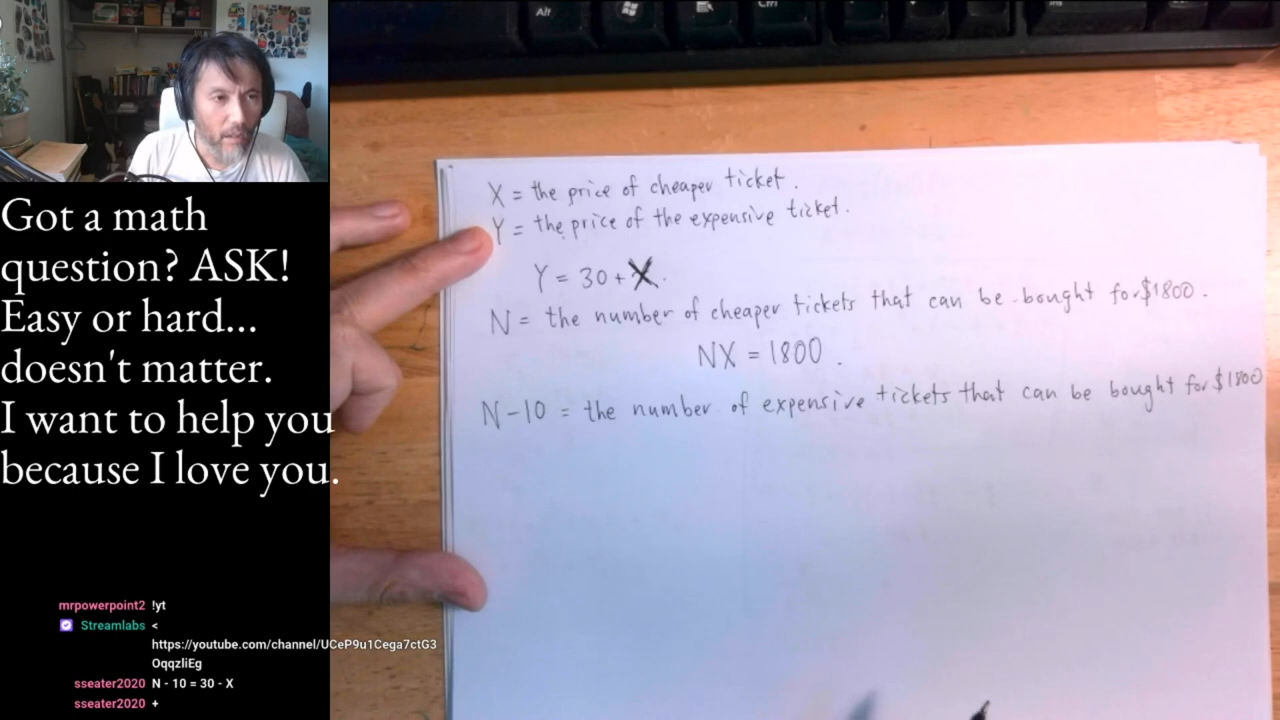 Alt
Ctrl
Got a math
question? ASK!
Easy or hard...
doesn't matter.
I want to help you
because I love you.
mrpowerpoint2 !yt
Streamlabs <
https://youtube.com/channel/UCeP9u1Cega7ctG3
OqqzliEg
sseater2020 N - 10 = 30 - X
sseater2020 +
X = the price of cheaper ticket.
Y = the price of the expensive ticket.
Y = 30 + X.
N = the number of cheaper tickets that can be bought for $1800.
NX = 1800.
N - 10 = the number of expensive tickets that can be bought for $1800